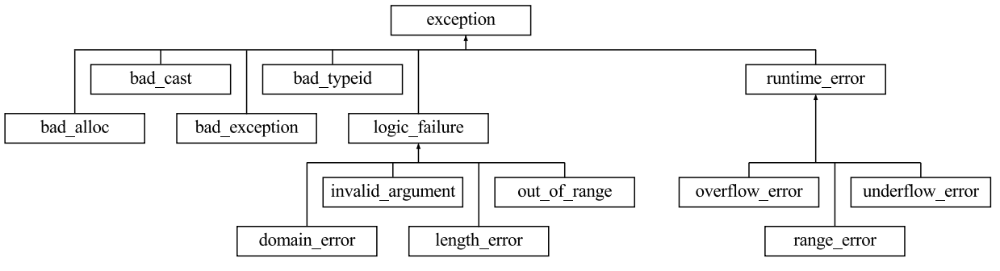 exception
bad_cast
bad_typeid
runtime_error
bad_alloc
bad_exception
logic_failure
invalid_argument
out_of_range
overflow_error
underflow_error
domain_error
length_error
range_error